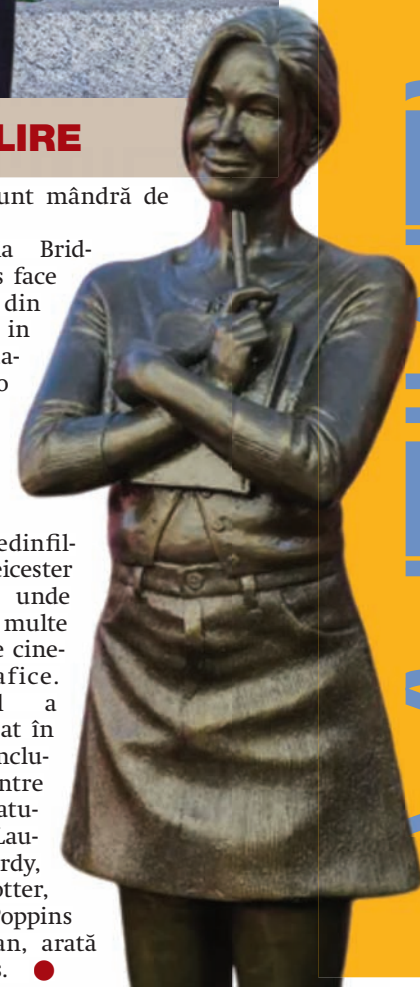 LIRE
unt mândră de
a Brid-
s face
din
in
a-
o
edinfil-
eicester
unde
multe
e cine-
afice.
l a
at în
nclu-
ntre
atu-
Lau-
rdy,
otter,
Poppins
an, arată
s.